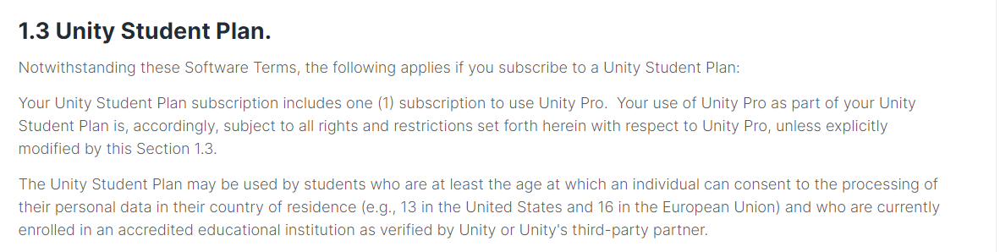 1.3 Unity Student Plan.
Notwithstanding these Software Terms, the following applies if you subscribe to a Unity Student Plan:
Your Unity Student Plan subscription includes one (1) subscription to use Unity Pro.  Your use of Unity Pro as part of your Unity
Student Plan is, accordingly, subject to all rights and restrictions set forth herein with respect to Unity Pro, unless explicitly
modified by this Section 1.3.
The Unity Student Plan may be used by students who are at least the age at which an individual can consent to the processing of
their personal data in their country of residence (e.g., 13 in the United States and 16 in the European Union) and who are currently
enrolled in an accredited educational institution as verified by Unity or Unity's third-party partner.